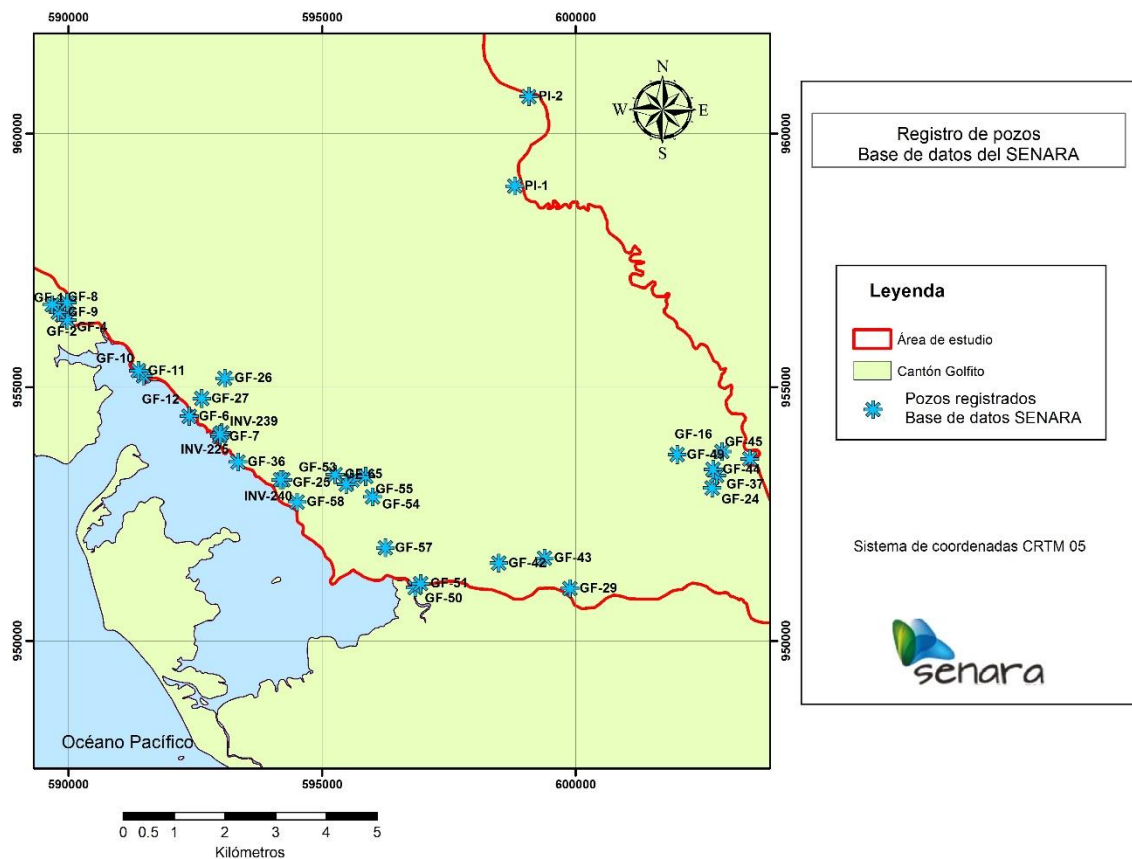 590000
595000
600000
N
W
E
S
PI-2
960000
960000
PI-1
GF-1
GF-8
GF-9
GF-2
GF-4
GF-10
GF-11
GF-12
GF-26
955000
955000
GF-27
GF-6
INV-239
GF-7
INV-225
GF-36
GF-53
GF-25
INV-240
GF-55
GF-54
GF-58
GF-16
GF-45
GF-49
GF-44
GF-37
GF-24
GF-57
GF-42
GF-43
GF-51
GF-50
GF-29
950000
950000
Océano Pacífico
590000
595000
600000
0 0.5 1 2 3 4 5
Kilómetros
Registro de pozos
Base de datos del SENARA
Leyenda
Área de estudio
Cantón Golfito
Pozos registrados
Base de datos SENARA
Sistema de coordenadas CRTM 05
senara